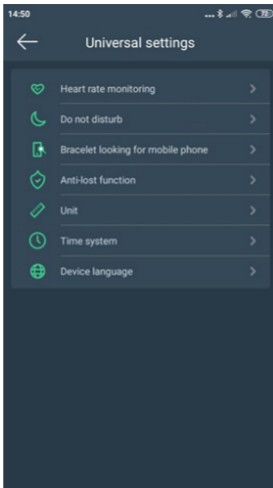 14:50
Universal settings
Heart rate monitoring
Do not disturb
Bracelet looking for mobile phone
Anti-lost function
Unit
Time system
Device language